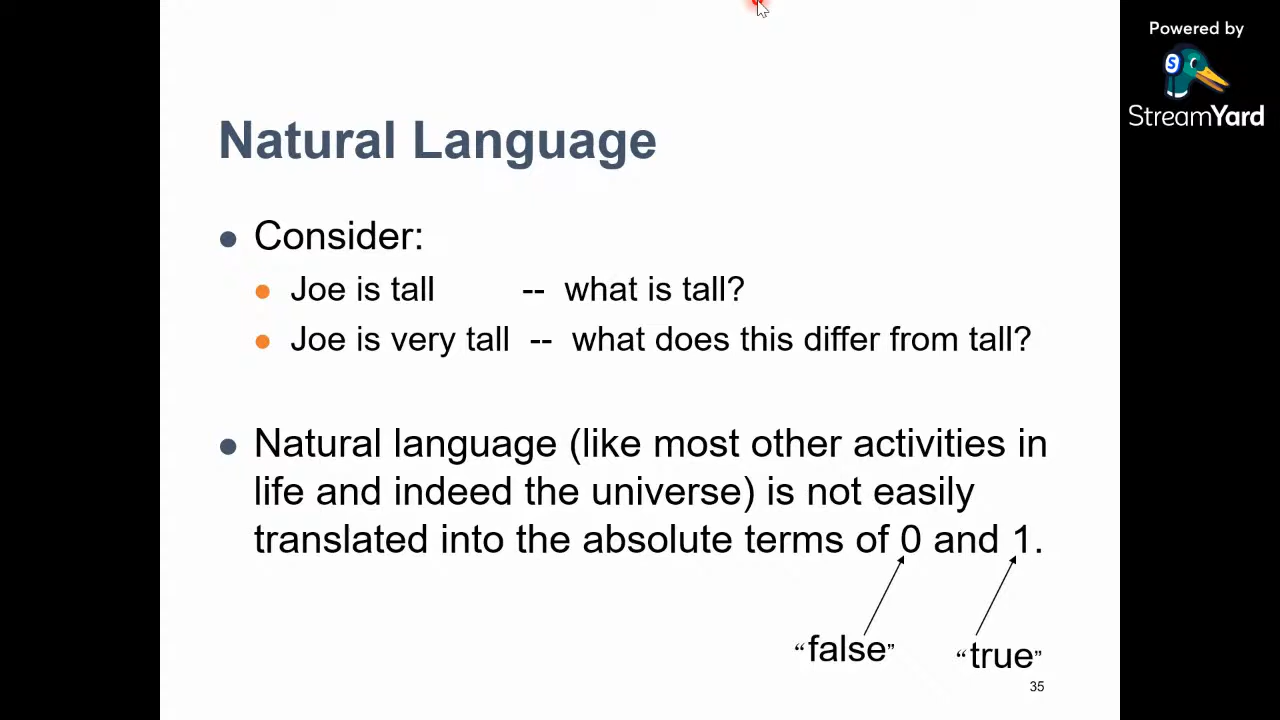 Powered by
S
StreamYard
Natural Language
Consider:
Joe is tall -- what is tall?
Joe is very tall -- what does this differ from tall?
Natural language (like most other activities in
life and indeed the universe) is not easily
translated into the absolute terms of 0 and 1.
“false” “true”
35